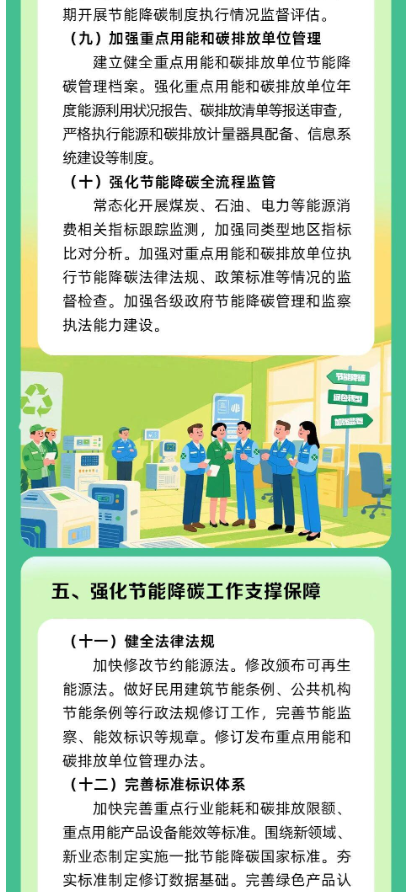 期开展节能降碳制度执行情况监督评估。
（九）加强重点用能和碳排放单位管理
建立健全重点用能和碳排放单位节能降
碳管理档案。强化重点用能和碳排放单位年
度能源利用状况报告、碳排放清单等报送审查，
严格执行能源和碳排放计量器具配备、信息系
统建设等制度。
（十）强化节能降碳全流程监管
常态化开展煤炭、石油、电力等能源消
费相关指标跟踪监测，加强同类型地区指标
比对分析。加强对重点用能和碳排放单位执
行节能降碳法律法规、政策标准等情况的监
督检查。加强各级政府节能降碳管理和监察
执法能力建设。
节能降碳
五、强化节能降碳工作支撑保障
（十一）健全法律法规
加快修改节约能源法。修改颁布可再生
能源法。做好民用建筑节能条例、公共机构
节能条例等行政法规修订工作，完善节能监
察、能效标识等规章。修订发布重点用能和
碳排放单位管理办法。
（十二）完善标准标识体系
加快完善重点行业能耗和碳排放限额、
重点用能产品设备能效等标准。围绕新领域、
新业态制定实施一批节能降碳国家标准。夯
实标准制定修订数据基础。完善绿色产品认